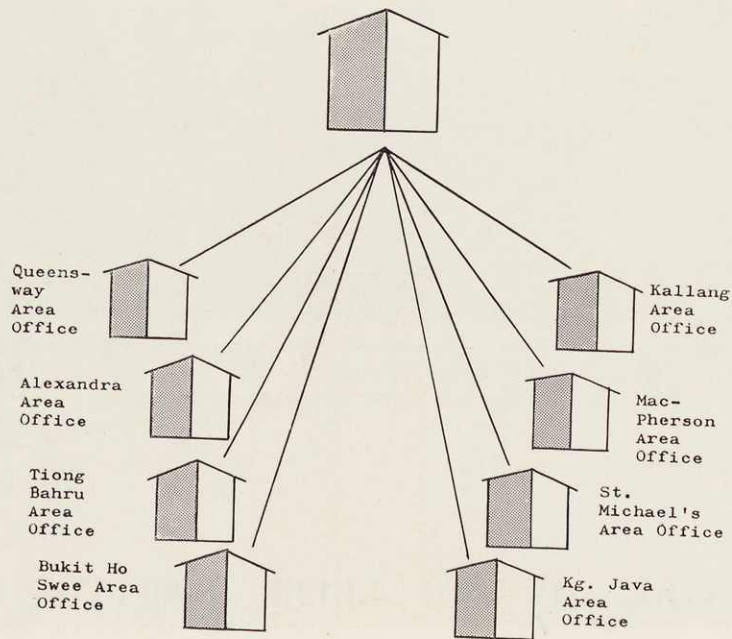 Queens-
way
Area
Office
Alexandra
Area
Office
Tiong
Bahru
Area
Office
Bukit Ho
Swee Area
Office
Kallang
Area
Office
Mac-
Pherson
Area
Office
St.
Michael's
Area Office
Kg. Java
Area
Office